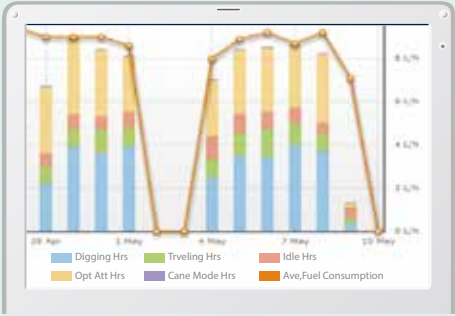 8 L/h
6 L/h
4 L/h
2 L/h
0 L/h
28 Apr 1 May 4 May 7 May 10 May
Digging Hrs Trveling Hrs Idle Hrs
Opt Att Hrs Cane Mode Hrs Ave,Fuel Consumption